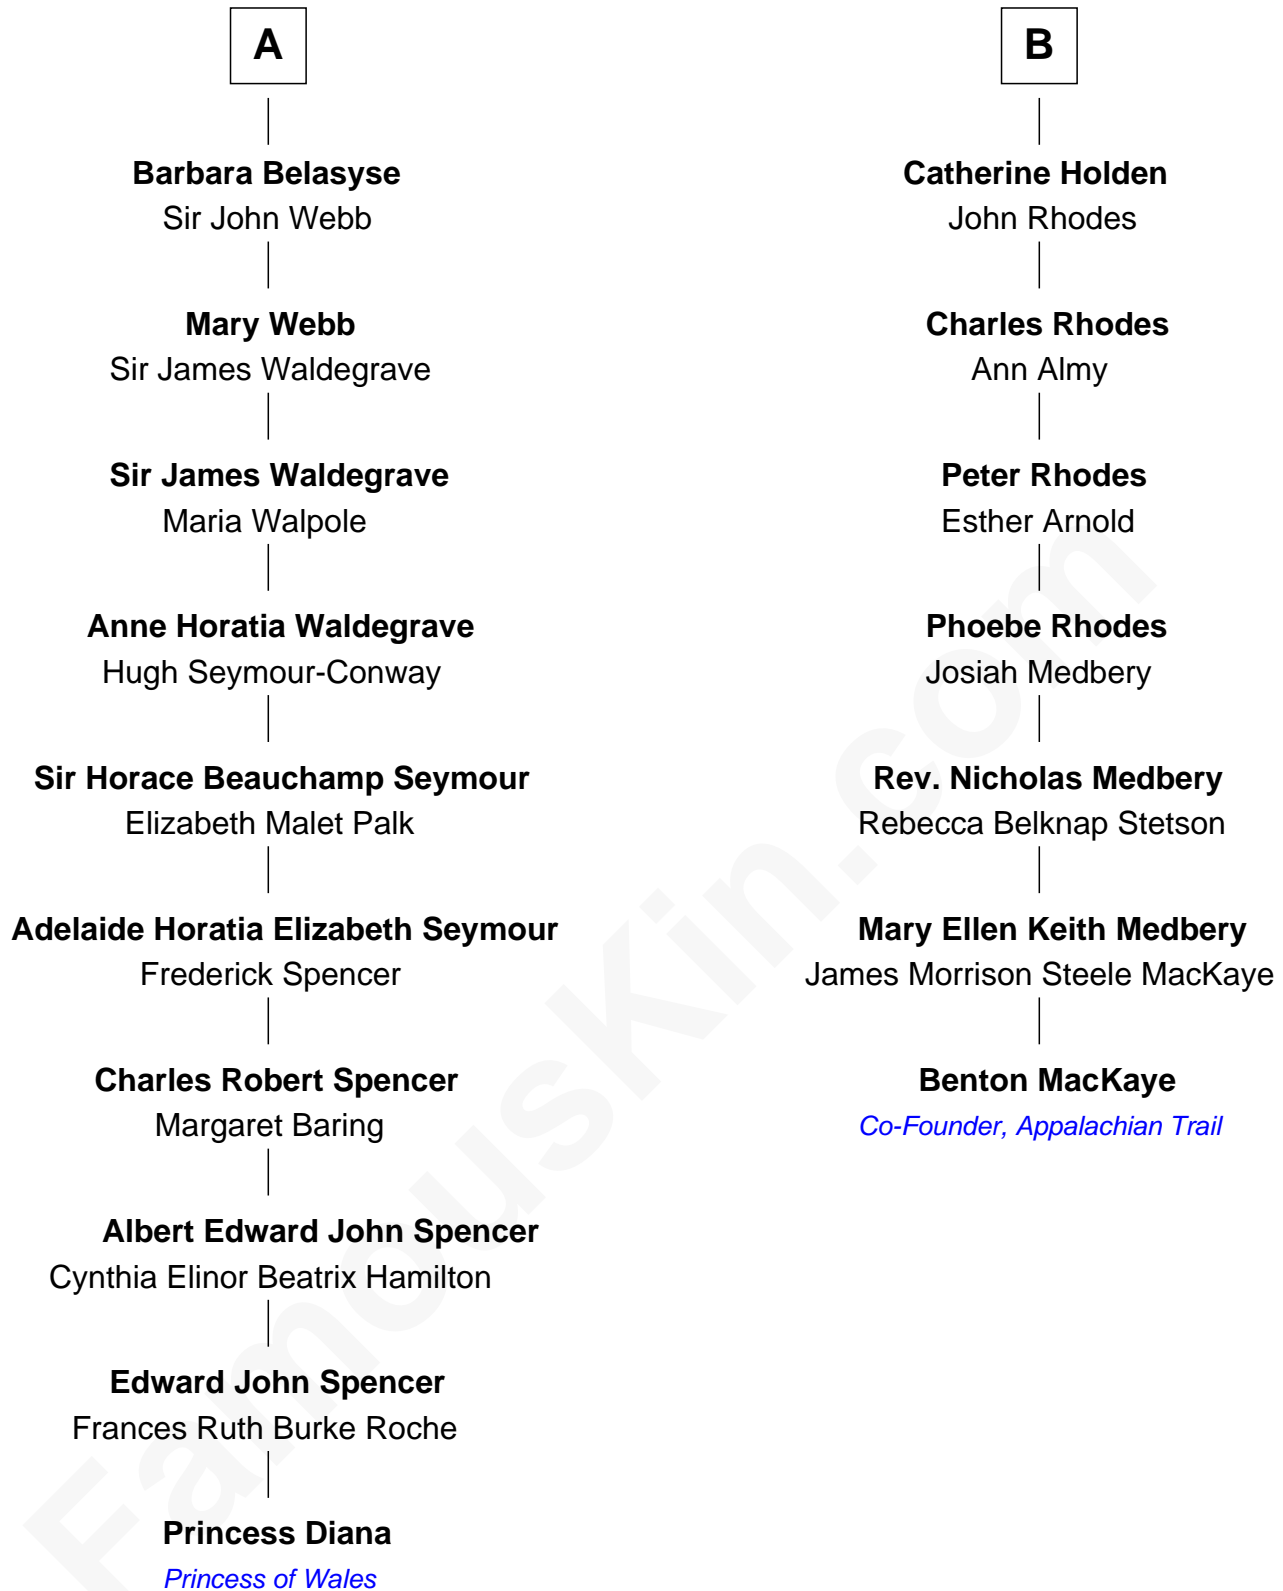 A
Barbara Belasyse
Sir John Webb
Mary Webb
Sir James Waldegrave
Sir James Waldegrave
Maria Walpole
Anne Horatia Waldegrave
Hugh Seymour-Conway
Sir Horace Beauchamp Seymour
Elizabeth Malet Palk
Adelaide Horatia Elizabeth Seymour
Frederick Spencer
Charles Robert Spencer
Margaret Baring
Albert Edward John Spencer
Cynthia Elinor Beatrix Hamilton
Edward John Spencer
Frances Ruth Burke Roche
Princess Diana
Princess of Wales
B
Catherine Holden
John Rhodes
Charles Rhodes
Ann Almy
Peter Rhodes
Esther Arnold
Phoebe Rhodes
Josiah Medbery
Rev. Nicholas Medbery
Rebecca Belknap Stetson
Mary Ellen Keith Medbery
James Morrison Steele MacKaye
Benton MacKaye
Co-Founder, Appalachian Trail
FamousKin.com